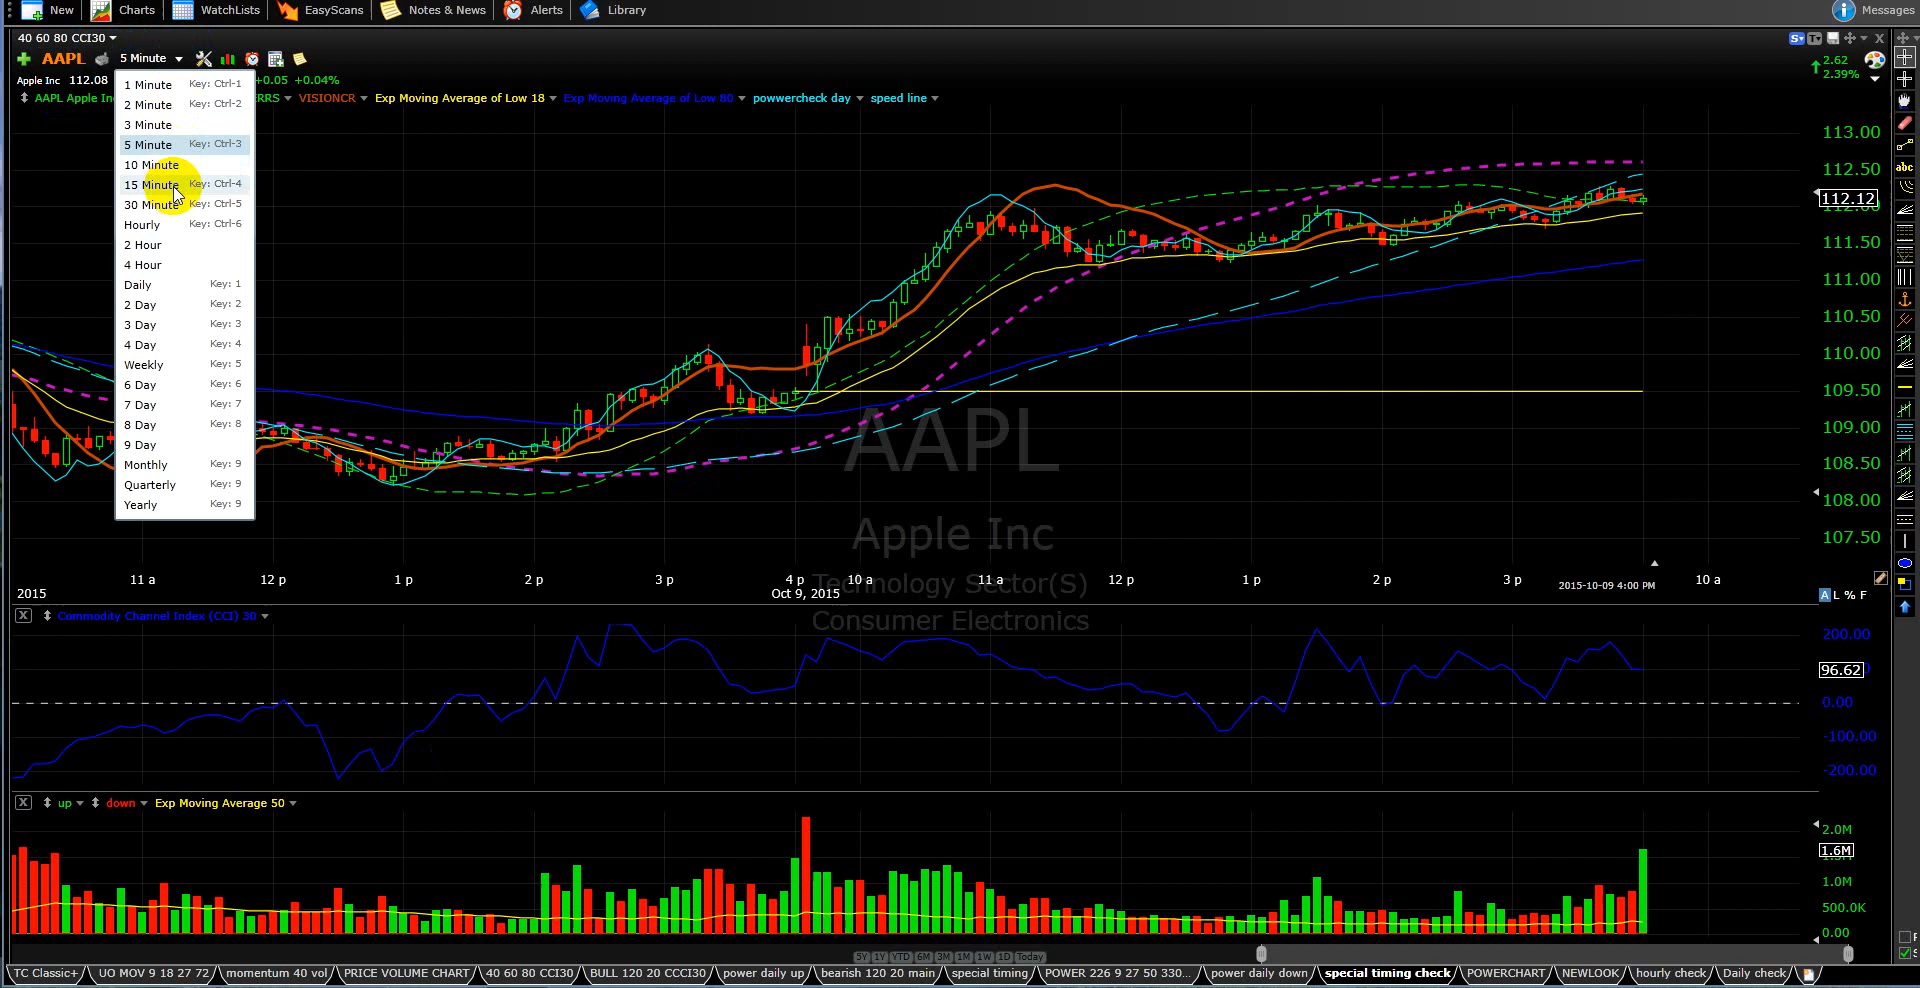 New Charts WatchLists EasyScans Notes & News Alerts Library Messages
40 60 80 CCI30
AAPL 5 Minute
Apple Inc 112.08 +0.05 +0.04%
2.62
2.39%
AAPL Apple In ERRS VISIONCR Exp Moving Average of Low 18 Exp Moving Average of Low 80 powwercheck day speed line
1 Minute Key: Ctrl-1
2 Minute Key: Ctrl-2
3 Minute
5 Minute Key: Ctrl-3
10 Minute
15 Minute Key: Ctrl-4
30 Minute Key: Ctrl-5
Hourly Key: Ctrl-6
2 Hour
4 Hour
Daily Key: 1
2 Day Key: 2
3 Day Key: 3
4 Day Key: 4
Weekly Key: 5
6 Day Key: 6
7 Day Key: 7
8 Day Key: 8
9 Day
Monthly Key: 9
Quarterly Key: 9
Yearly Key: 9
113.00
112.50
112.12
111.50
111.00
110.50
110.00
109.50
109.00
108.50
108.00
107.50
abc
AAPL
Apple Inc
Technology Sector(S)
Consumer Electronics
11 a 12 p 1 p 2 p 3 p 4 p 10 a 11 a 12 p 1 p 2 p 3 p 10 a
2015 Oct 9, 2015 2015-10-09 4:00 PM
A L % F
X Commodity Channel Index (CCI) 30
200.00
96.62
0.00
-100.00
-200.00
X up down Exp Moving Average 50
2.0M
1.6M
1.0M
500.0K
0.00
5Y 1Y YTD 6M 3M 1M 1W 1D Today
TC Classic+ UO MOV 9 18 27 72 momentum 40 vol PRICE VOLUME CHART 40 60 80 CCI30 BULL 120 20 CCCI30 power daily up bearish 120 20 main special timing POWER 226 9 27 50 330... power daily down special timing check POWERCHART NEWLOOK hourly check Daily check